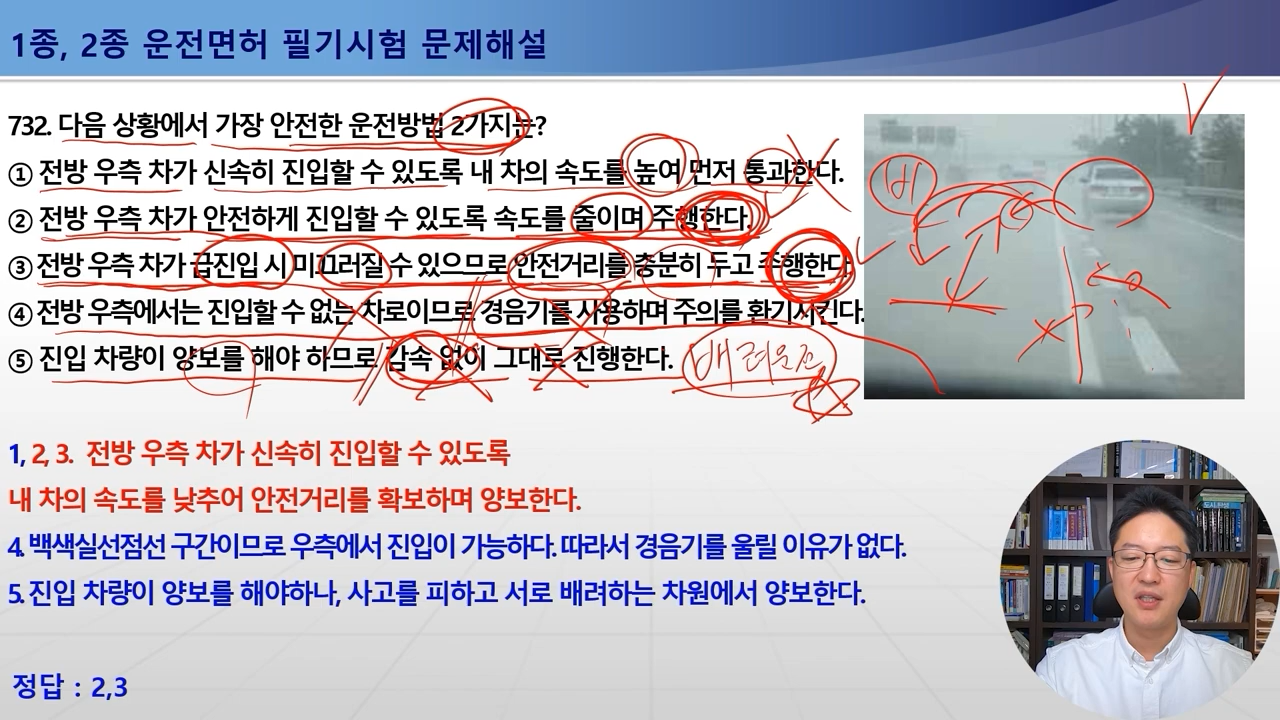 1종, 2종 운전면허 필기시험 문제해설
732. 다음 상황에서 가장 안전한 운전방법 2가지는?
① 전방 우측 차가 신속히 진입할 수 있도록 내 차의 속도를 높여 먼저 통과한다.
② 전방 우측 차가 안전하게 진입할 수 있도록 속도를 줄이며 주행한다.
③ 전방 우측 차가 급진입 시 미끄러질 수 있으므로 안전거리를 충분히 두고 주행한다.
④ 전방 우측에서는 진입할 수 없는 차로이므로 경음기를 사용하며 주의를 환기시킨다.
⑤ 진입 차량이 양보를 해야 하므로 감속 없이 그대로 진행한다.
배려운전
비
1, 2, 3. 전방 우측 차가 신속히 진입할 수 있도록
내 차의 속도를 낮추어 안전거리를 확보하며 양보한다.
4. 백색실선점선 구간이므로 우측에서 진입이 가능하다. 따라서 경음기를 울릴 이유가 없다.
5. 진입 차량이 양보를 해야하나, 사고를 피하고 서로 배려하는 차원에서 양보한다.
정답 : 2,3